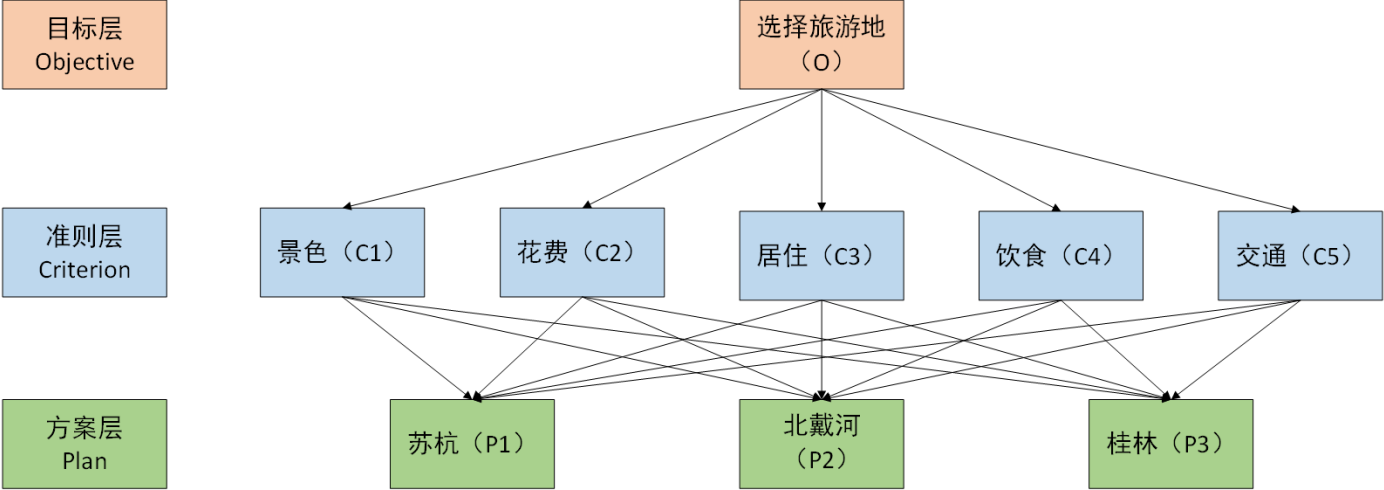 目标层
Objective
选择旅游地
（O）
准则层
Criterion
景色（C1）
花费（C2）
居住（C3）
饮食（C4）
交通（C5）
方案层
Plan
苏杭（P1）
北戴河
（P2）
桂林（P3）